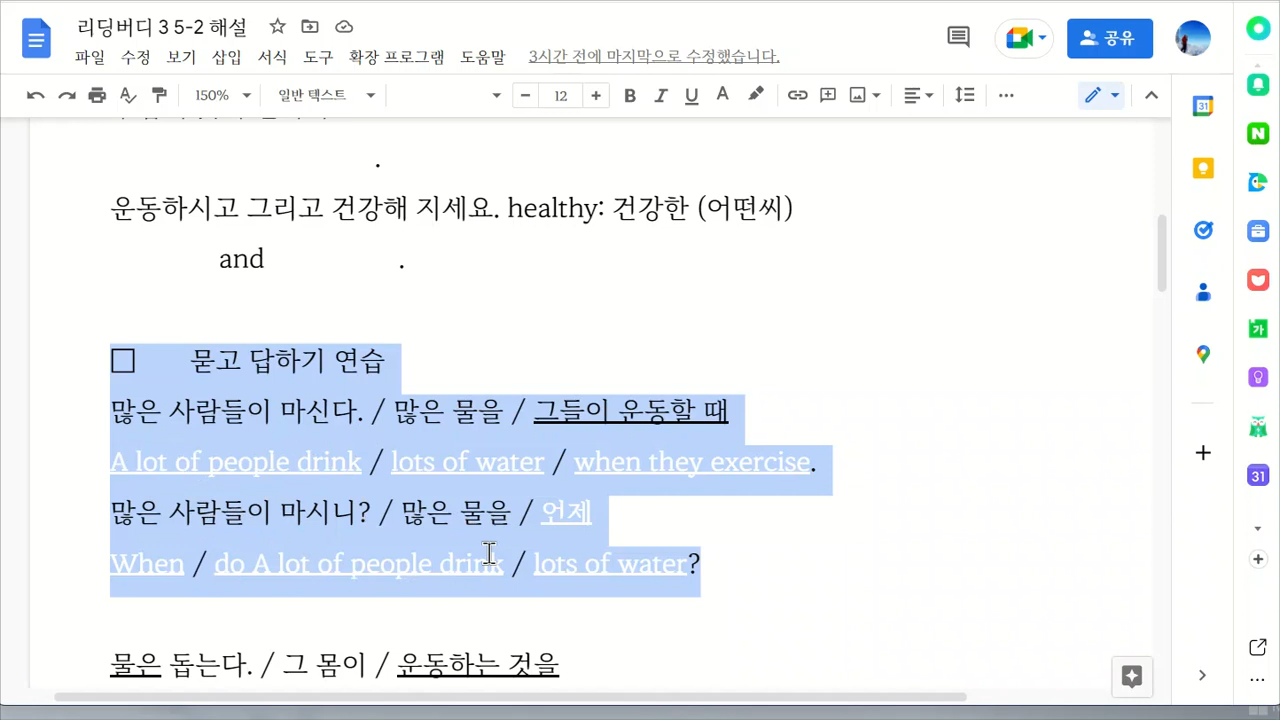 리딩버디 3 5-2 해설
파일 수정 보기 삽입 서식 도구 확장 프로그램 도움말 3시간 전에 마지막으로 수정했습니다.
공유
150% 일반 텍스트 12 B I U A
.
운동하시고 그리고 건강해 지세요. healthy: 건강한 (어떤씨)
and .
□ 묻고 답하기 연습
많은 사람들이 마신다. / 많은 물을 / 그들이 운동할 때
A lot of people drink / lots of water / when they exercise.
많은 사람들이 마시니? / 많은 물을 / 언제
When / do A lot of people drink / lots of water?
물은 돕는다. / 그 몸이 / 운동하는 것을
31
N
가
31